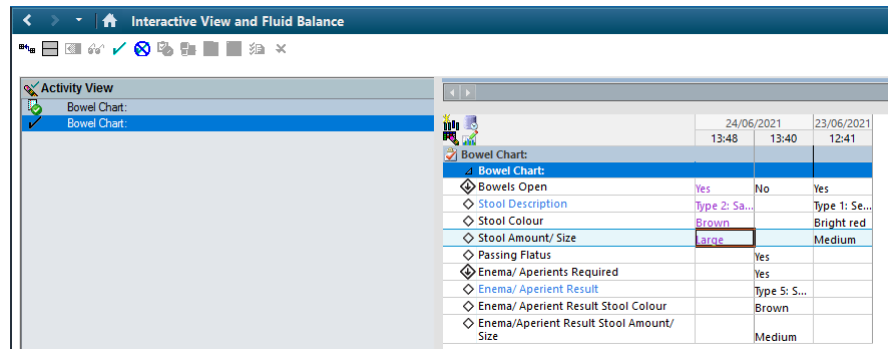 Interactive View and Fluid Balance
Activity View
Bowel Chart:
Bowel Chart:
24/06/2021 23/06/2021
13:48 13:40 12:41
Bowel Chart:
Bowel Chart:
Bowels Open Yes No Yes
Stool Description Type 2: Sa... Type 1: Se...
Stool Colour Brown Bright red
Stool Amount/ Size Large Medium
Passing Flatus Yes
Enema/ Aperients Required Yes
Enema/ Aperient Result Type 5: S...
Enema/ Aperient Result Stool Colour Brown
Enema/Aperient Result Stool Amount/
Size Medium